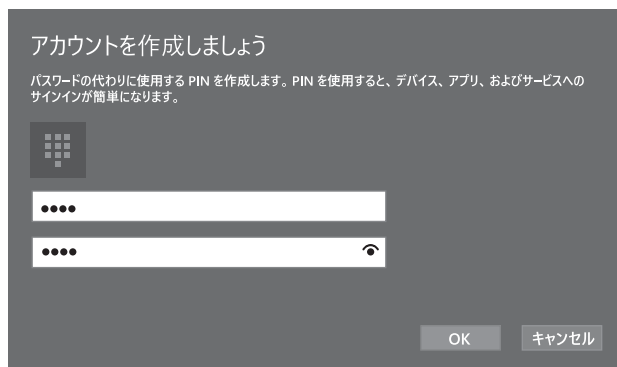 アカウントを作成しましょう
パスワードの代わりに使用する PIN を作成します。PIN を使用すると、デバイス、アプリ、およびサービスへの
サインインが簡単になります。
●●●●
●●●●
OK キャンセル